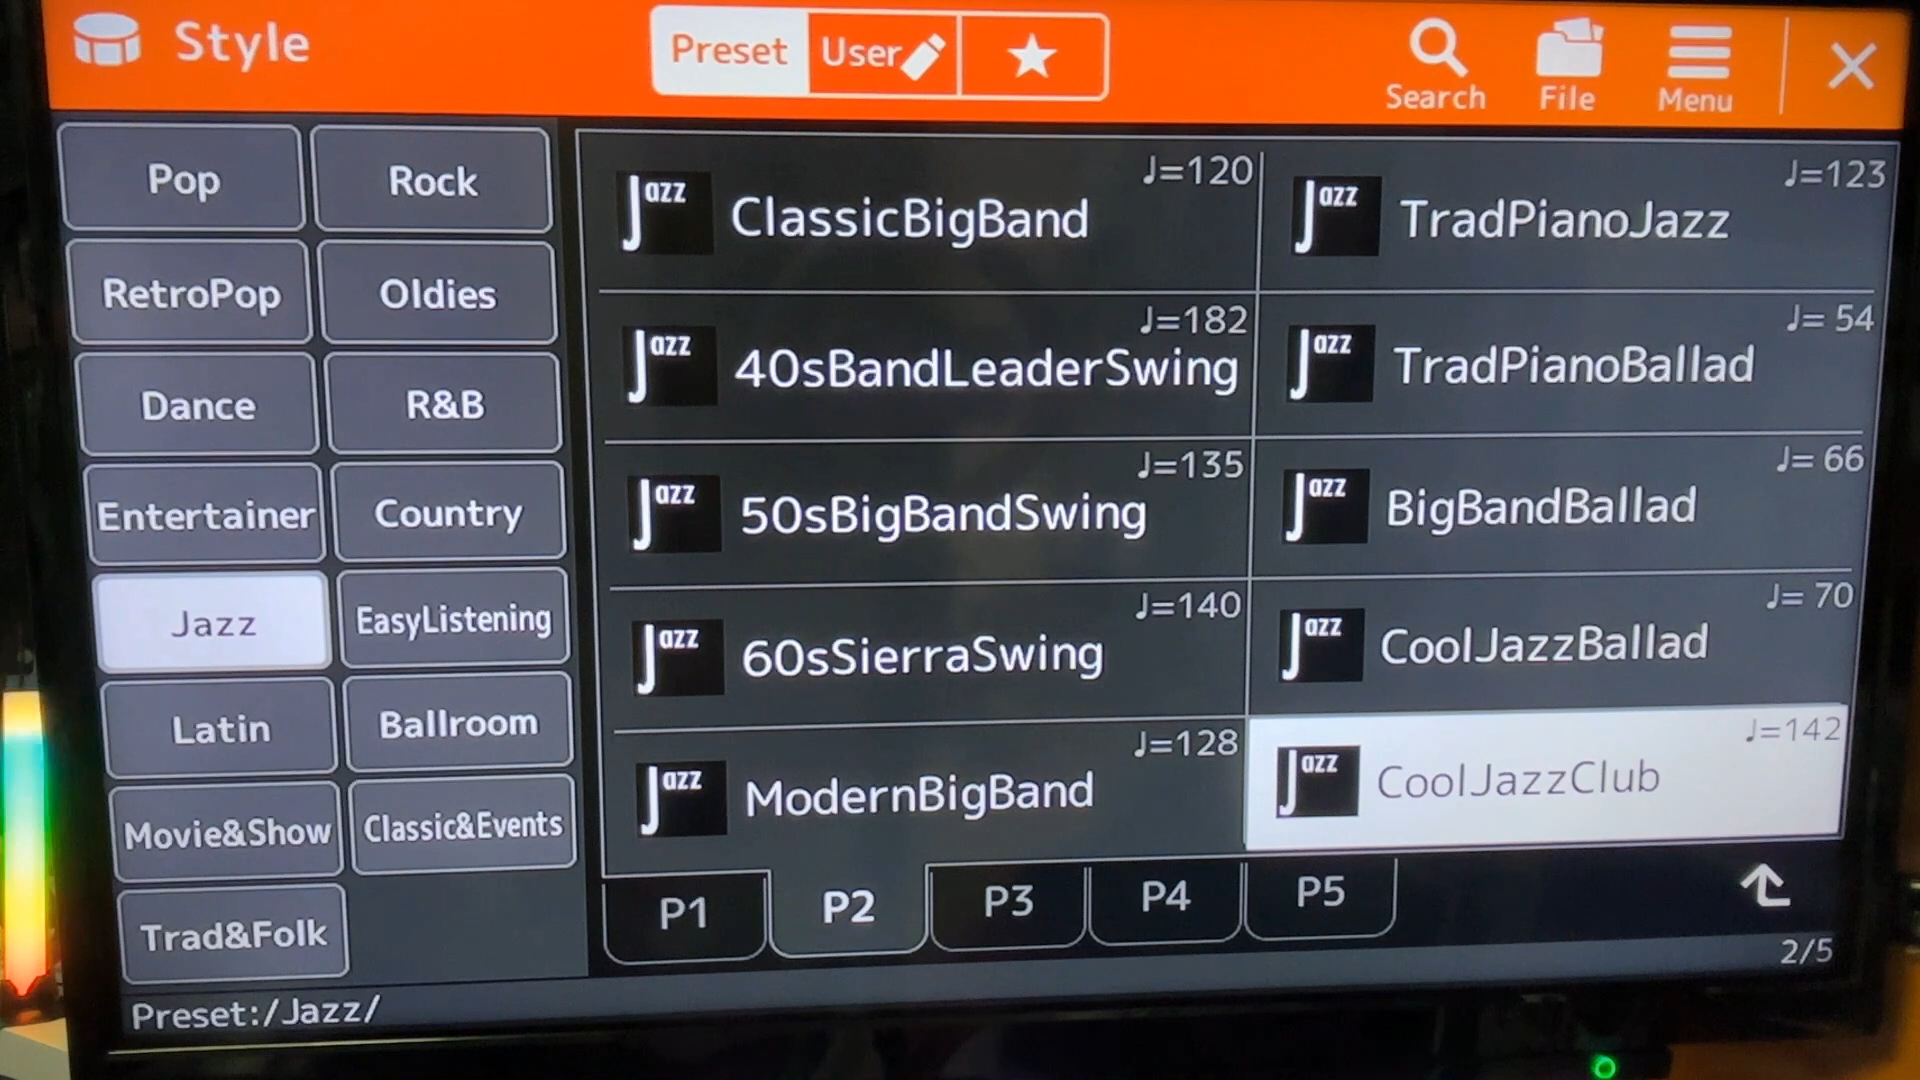 Style
Preset
User
Search
File
Menu
Pop
Rock
RetroPop
Oldies
Dance
R&B
Entertainer
Country
Jazz
EasyListening
Latin
Ballroom
Movie&Show
Classic&Events
Trad&Folk
Jazz ClassicBigBand ♩=120
Jazz TradPianoJazz ♩=123
Jazz 40sBandLeaderSwing ♩=182
Jazz TradPianoBallad ♩= 54
Jazz 50sBigBandSwing ♩=135
Jazz BigBandBallad ♩= 66
Jazz 60sSierraSwing ♩=140
Jazz CoolJazzBallad ♩= 70
Jazz ModernBigBand ♩=128
Jazz CoolJazzClub ♩=142
P1
P2
P3
P4
P5
2/5
Preset:/Jazz/